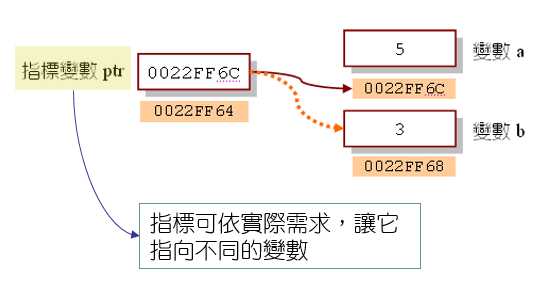 5
變數 a
指標變數 ptr
0022FF6C
0022FF6C
0022FF64
3
變數 b
0022FF68
指標可依實際需求，讓它
指向不同的變數